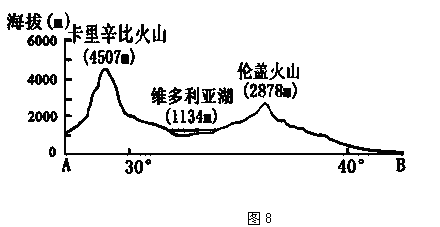 海拔(m)
卡里辛比火山
(4507m)
6000
4000
2000
0
维多利亚湖
(1134m)
伦盖火山
(2878m)
A
30°
40°
B
图8